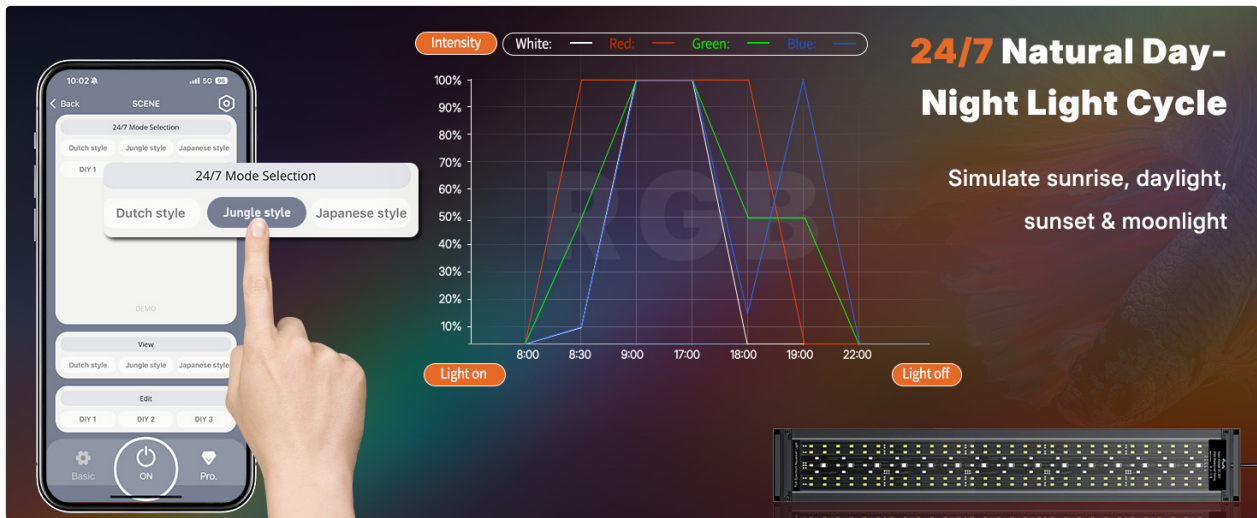 24/7 Natural Day-
Night Light Cycle
Simulate sunrise, daylight,
sunset & moonlight
10:02
5G 96
Back
SCENE
24/7 Mode Selection
Dutch style
Jungle style
Japanese style
DIY 1
24/7 Mode Selection
Dutch style
Jungle style
Japanese style
DEMO
View
Dutch style
Jungle style
Japanese style
Edit
DIY 1
DIY 2
DIY 3
Basic
ON
Pro.
Intensity
White:
Red:
Green:
Blue:
RGB
100%
90%
80%
70%
60%
50%
40%
30%
20%
10%
8:00
8:30
9:00
17:00
18:00
19:00
22:00
Light on
Light off